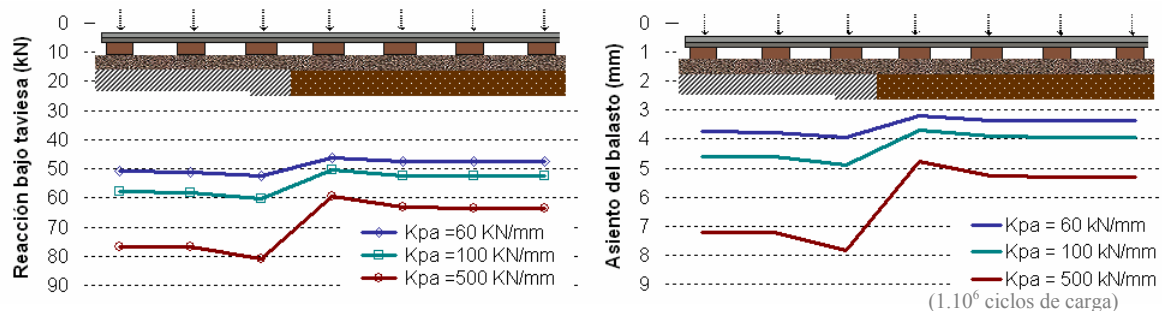 Reacción bajo taviesa (kN)
0
10
20
30
40
50
60
70
80
90
Kpa =60 kN/mm
Kpa =100 KN/mm
Kpa =500 KN/mm
Asiento del balasto (mm)
0
1
2
3
4
5
6
7
8
9
Kpa = 60 kN/mm
Kpa = 100 kN/mm
Kpa = 500 kN/mm
(1.10⁶ ciclos de carga)